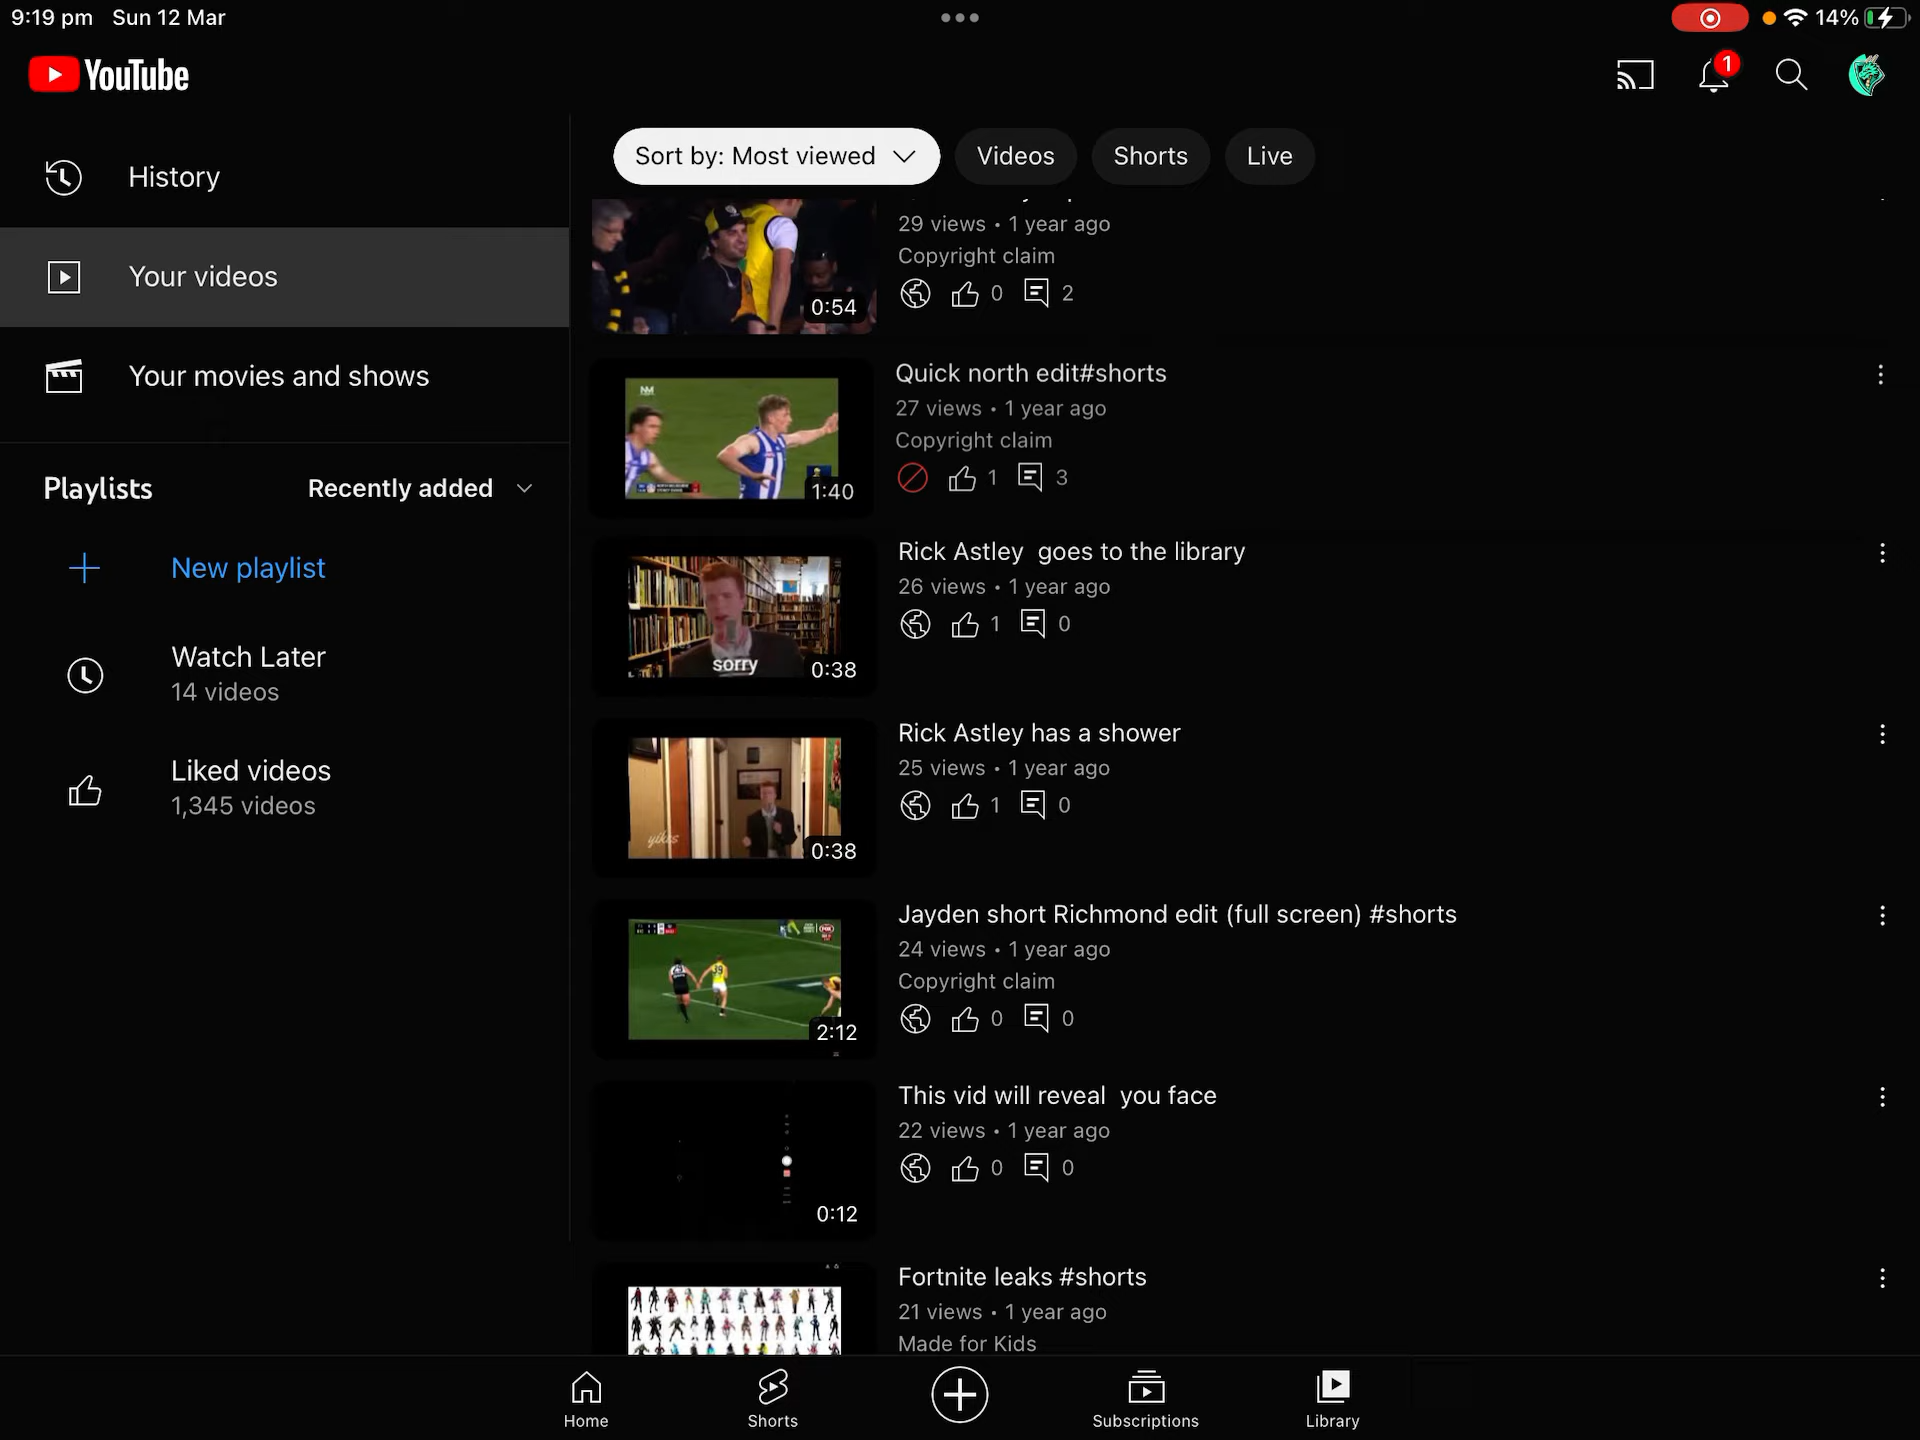 9:19 pm Sun 12 Mar
14%
YouTube
1
History
Your videos
Your movies and shows
Playlists
Recently added
New playlist
Watch Later
14 videos
Liked videos
1,345 videos
Sort by: Most viewed
Videos
Shorts
Live
0:54
29 views • 1 year ago
Copyright claim
0
2
1:40
Quick north edit#shorts
27 views • 1 year ago
Copyright claim
1
3
sorry
0:38
Rick Astley goes to the library
26 views • 1 year ago
1
0
yikes
0:38
Rick Astley has a shower
25 views • 1 year ago
1
0
39
2:12
Jayden short Richmond edit (full screen) #shorts
24 views • 1 year ago
Copyright claim
0
0
0:12
This vid will reveal you face
22 views • 1 year ago
0
0
Fortnite leaks #shorts
21 views • 1 year ago
Made for Kids
Home
Shorts
Subscriptions
Library